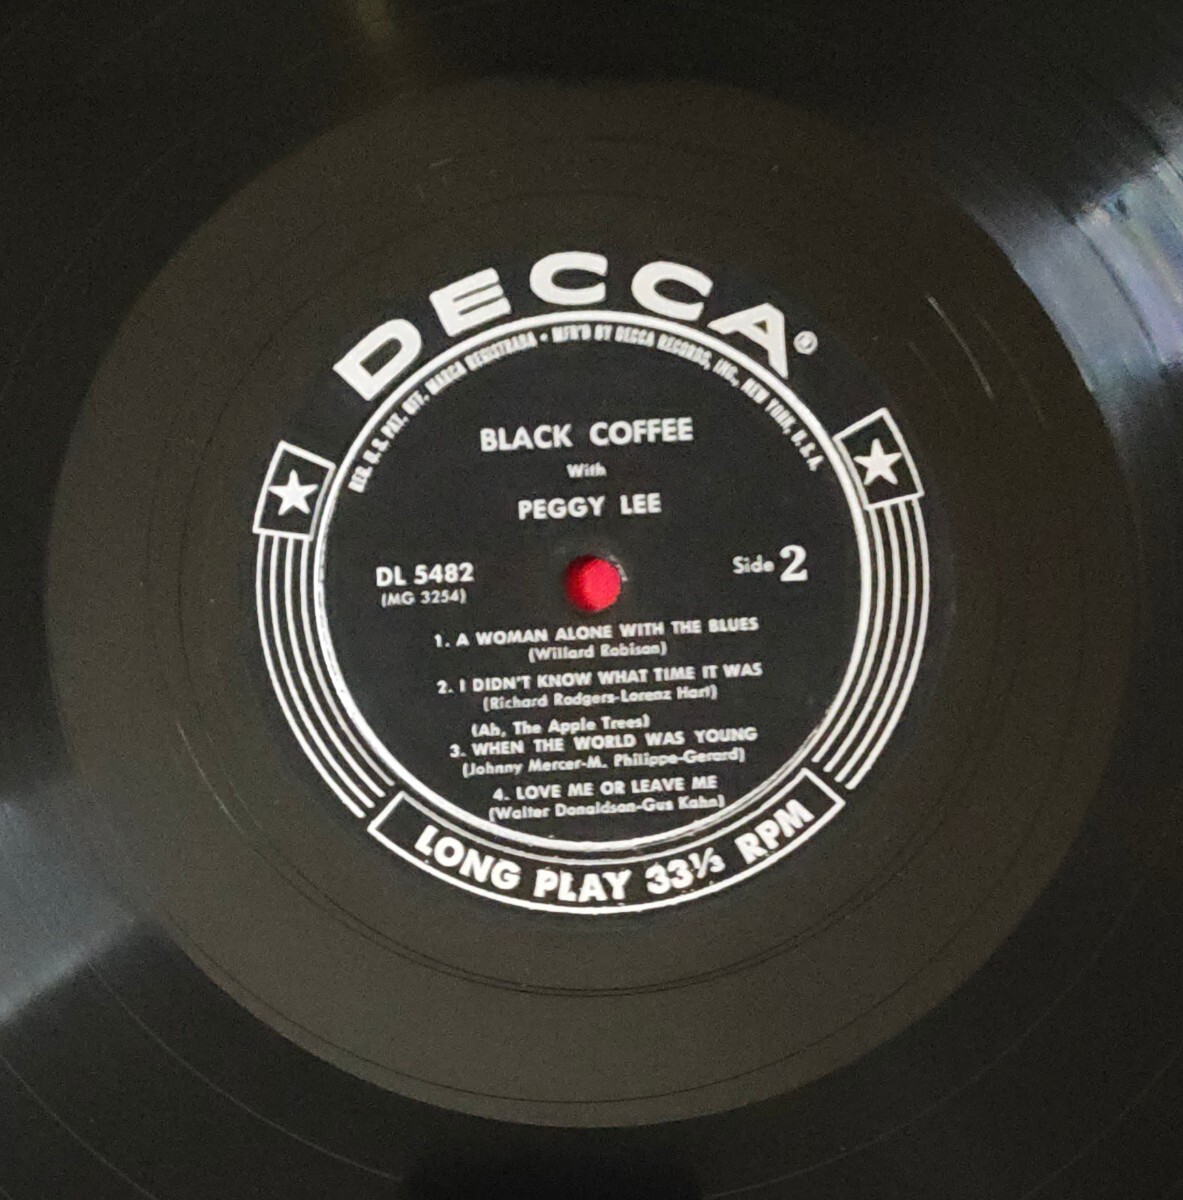 DECCA®
REG. U.S. PAT. OFF. MARCA REGISTRADA • MFR'D BY DECCA RECORDS, INC., NEW YORK, U.S.A.
BLACK COFFEE
With
PEGGY LEE
DL 5482
(MG 3254)
Side 2
1. A WOMAN ALONE WITH THE BLUES
(Willard Robison)
2. I DIDN'T KNOW WHAT TIME IT WAS
(Richard Rodgers-Lorenz Hart)
(Ah, The Apple Trees)
3. WHEN THE WORLD WAS YOUNG
(Johnny Mercer-M. Philippe-Gerard)
4. LOVE ME OR LEAVE ME
(Walter Donaldson-Gus Kahn)
LONG PLAY 33⅓ RPM